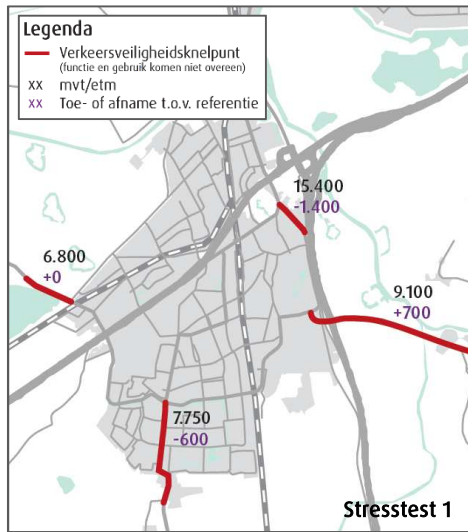 Legenda
Verkeersveiligheidsknelpunt
(functie en gebruik komen niet overeen)
xx mvt/etm
xx Toe- of afname t.o.v. referentie
15.400
-1.400
6.800
+0
9.100
+700
7.750
-600
Stresstest 1